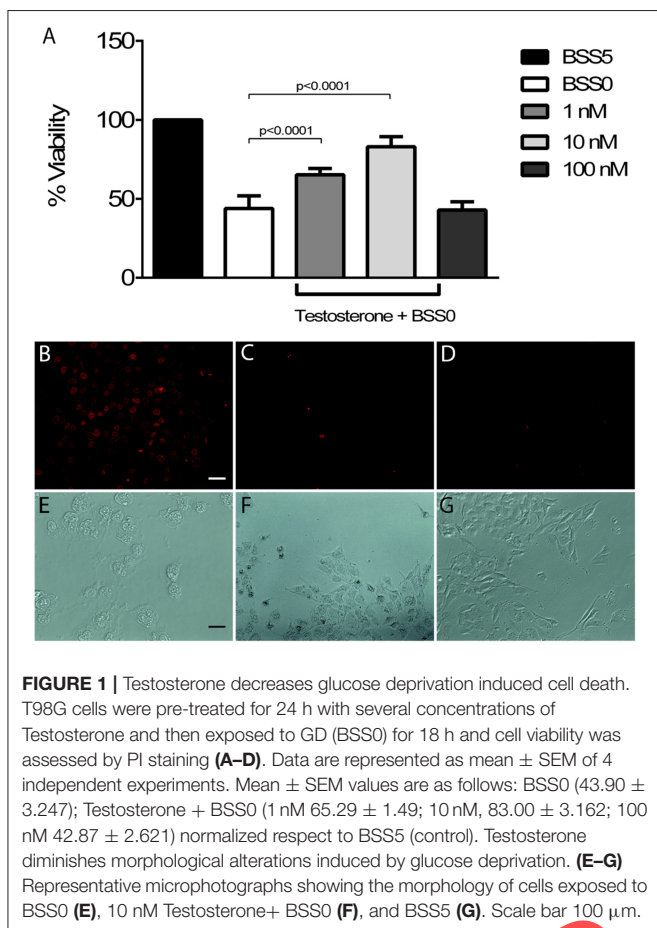 A
150
100
50
0
% Viability
p<0.0001
p<0.0001
Testosterone + BSS0
BSS5
BSS0
1 nM
10 nM
100 nM
B
C
D
E
F
G
FIGURE 1 | Testosterone decreases glucose deprivation induced cell death.
T98G cells were pre-treated for 24 h with several concentrations of
Testosterone and then exposed to GD (BSS0) for 18 h and cell viability was
assessed by PI staining (A–D). Data are represented as mean ± SEM of 4
independent experiments. Mean ± SEM values are as follows: BSS0 (43.90 ±
3.247); Testosterone + BSS0 (1 nM 65.29 ± 1.49; 10 nM, 83.00 ± 3.162; 100
nM 42.87 ± 2.621) normalized respect to BSS5 (control). Testosterone
diminishes morphological alterations induced by glucose deprivation. (E–G)
Representative microphotographs showing the morphology of cells exposed to
BSS0 (E), 10 nM Testosterone+ BSS0 (F), and BSS5 (G). Scale bar 100 μm.